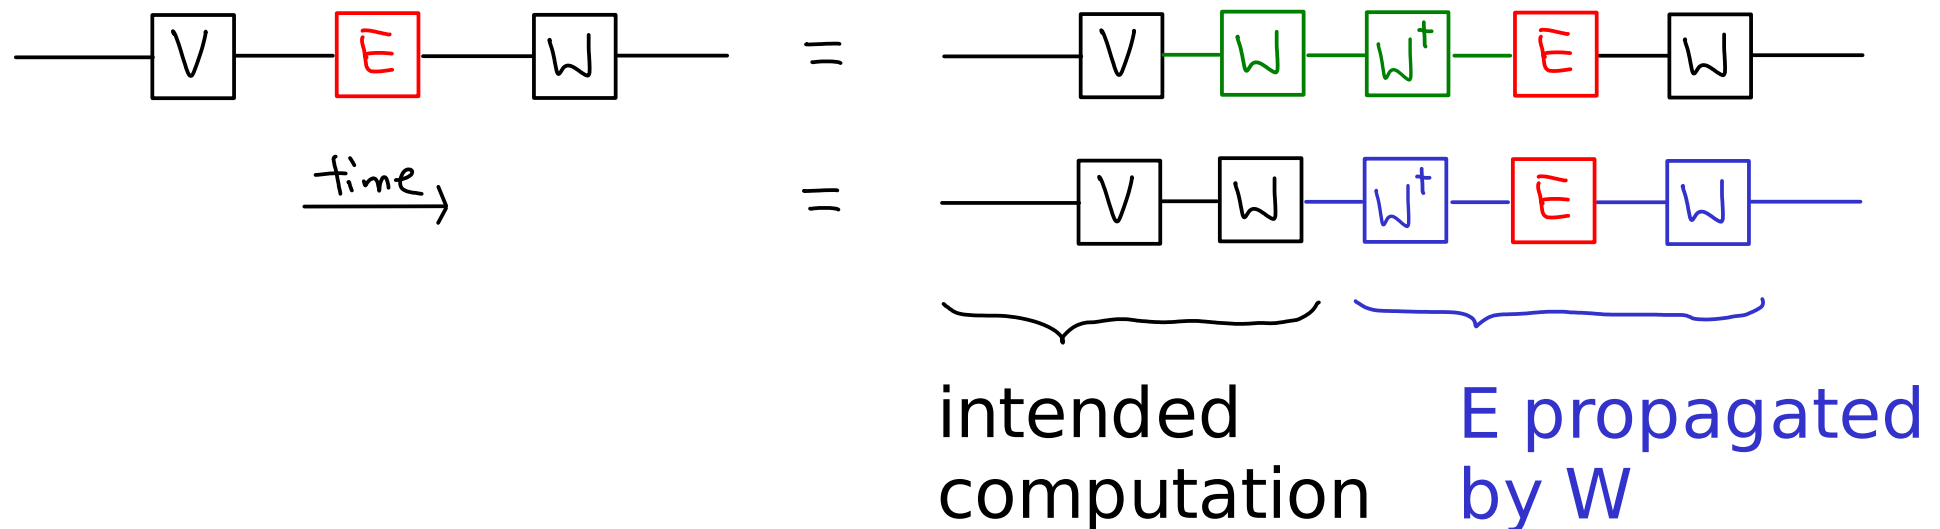 V E W = V W W† E W
time = V W W† E W
intended E propagated
computation by W